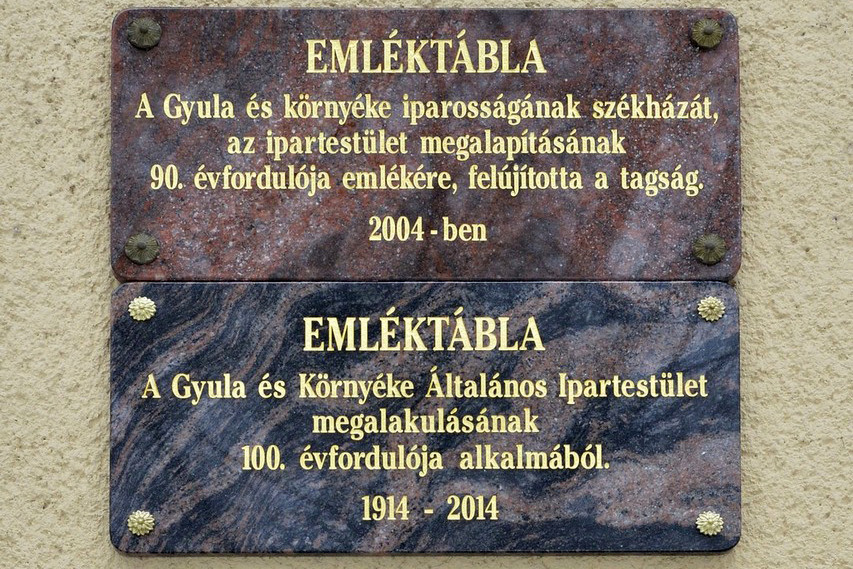 EMLÉKTÁBLA
A Gyula és környéke iparosságának székházát,
az ipartestület megalapításának
90. évfordulója emlékére, felújította a tagság.
2004-ben
EMLÉKTÁBLA
A Gyula és Környéke Általános Ipartestület
megalakulásának
100. évfordulója alkalmából.
1914 - 2014